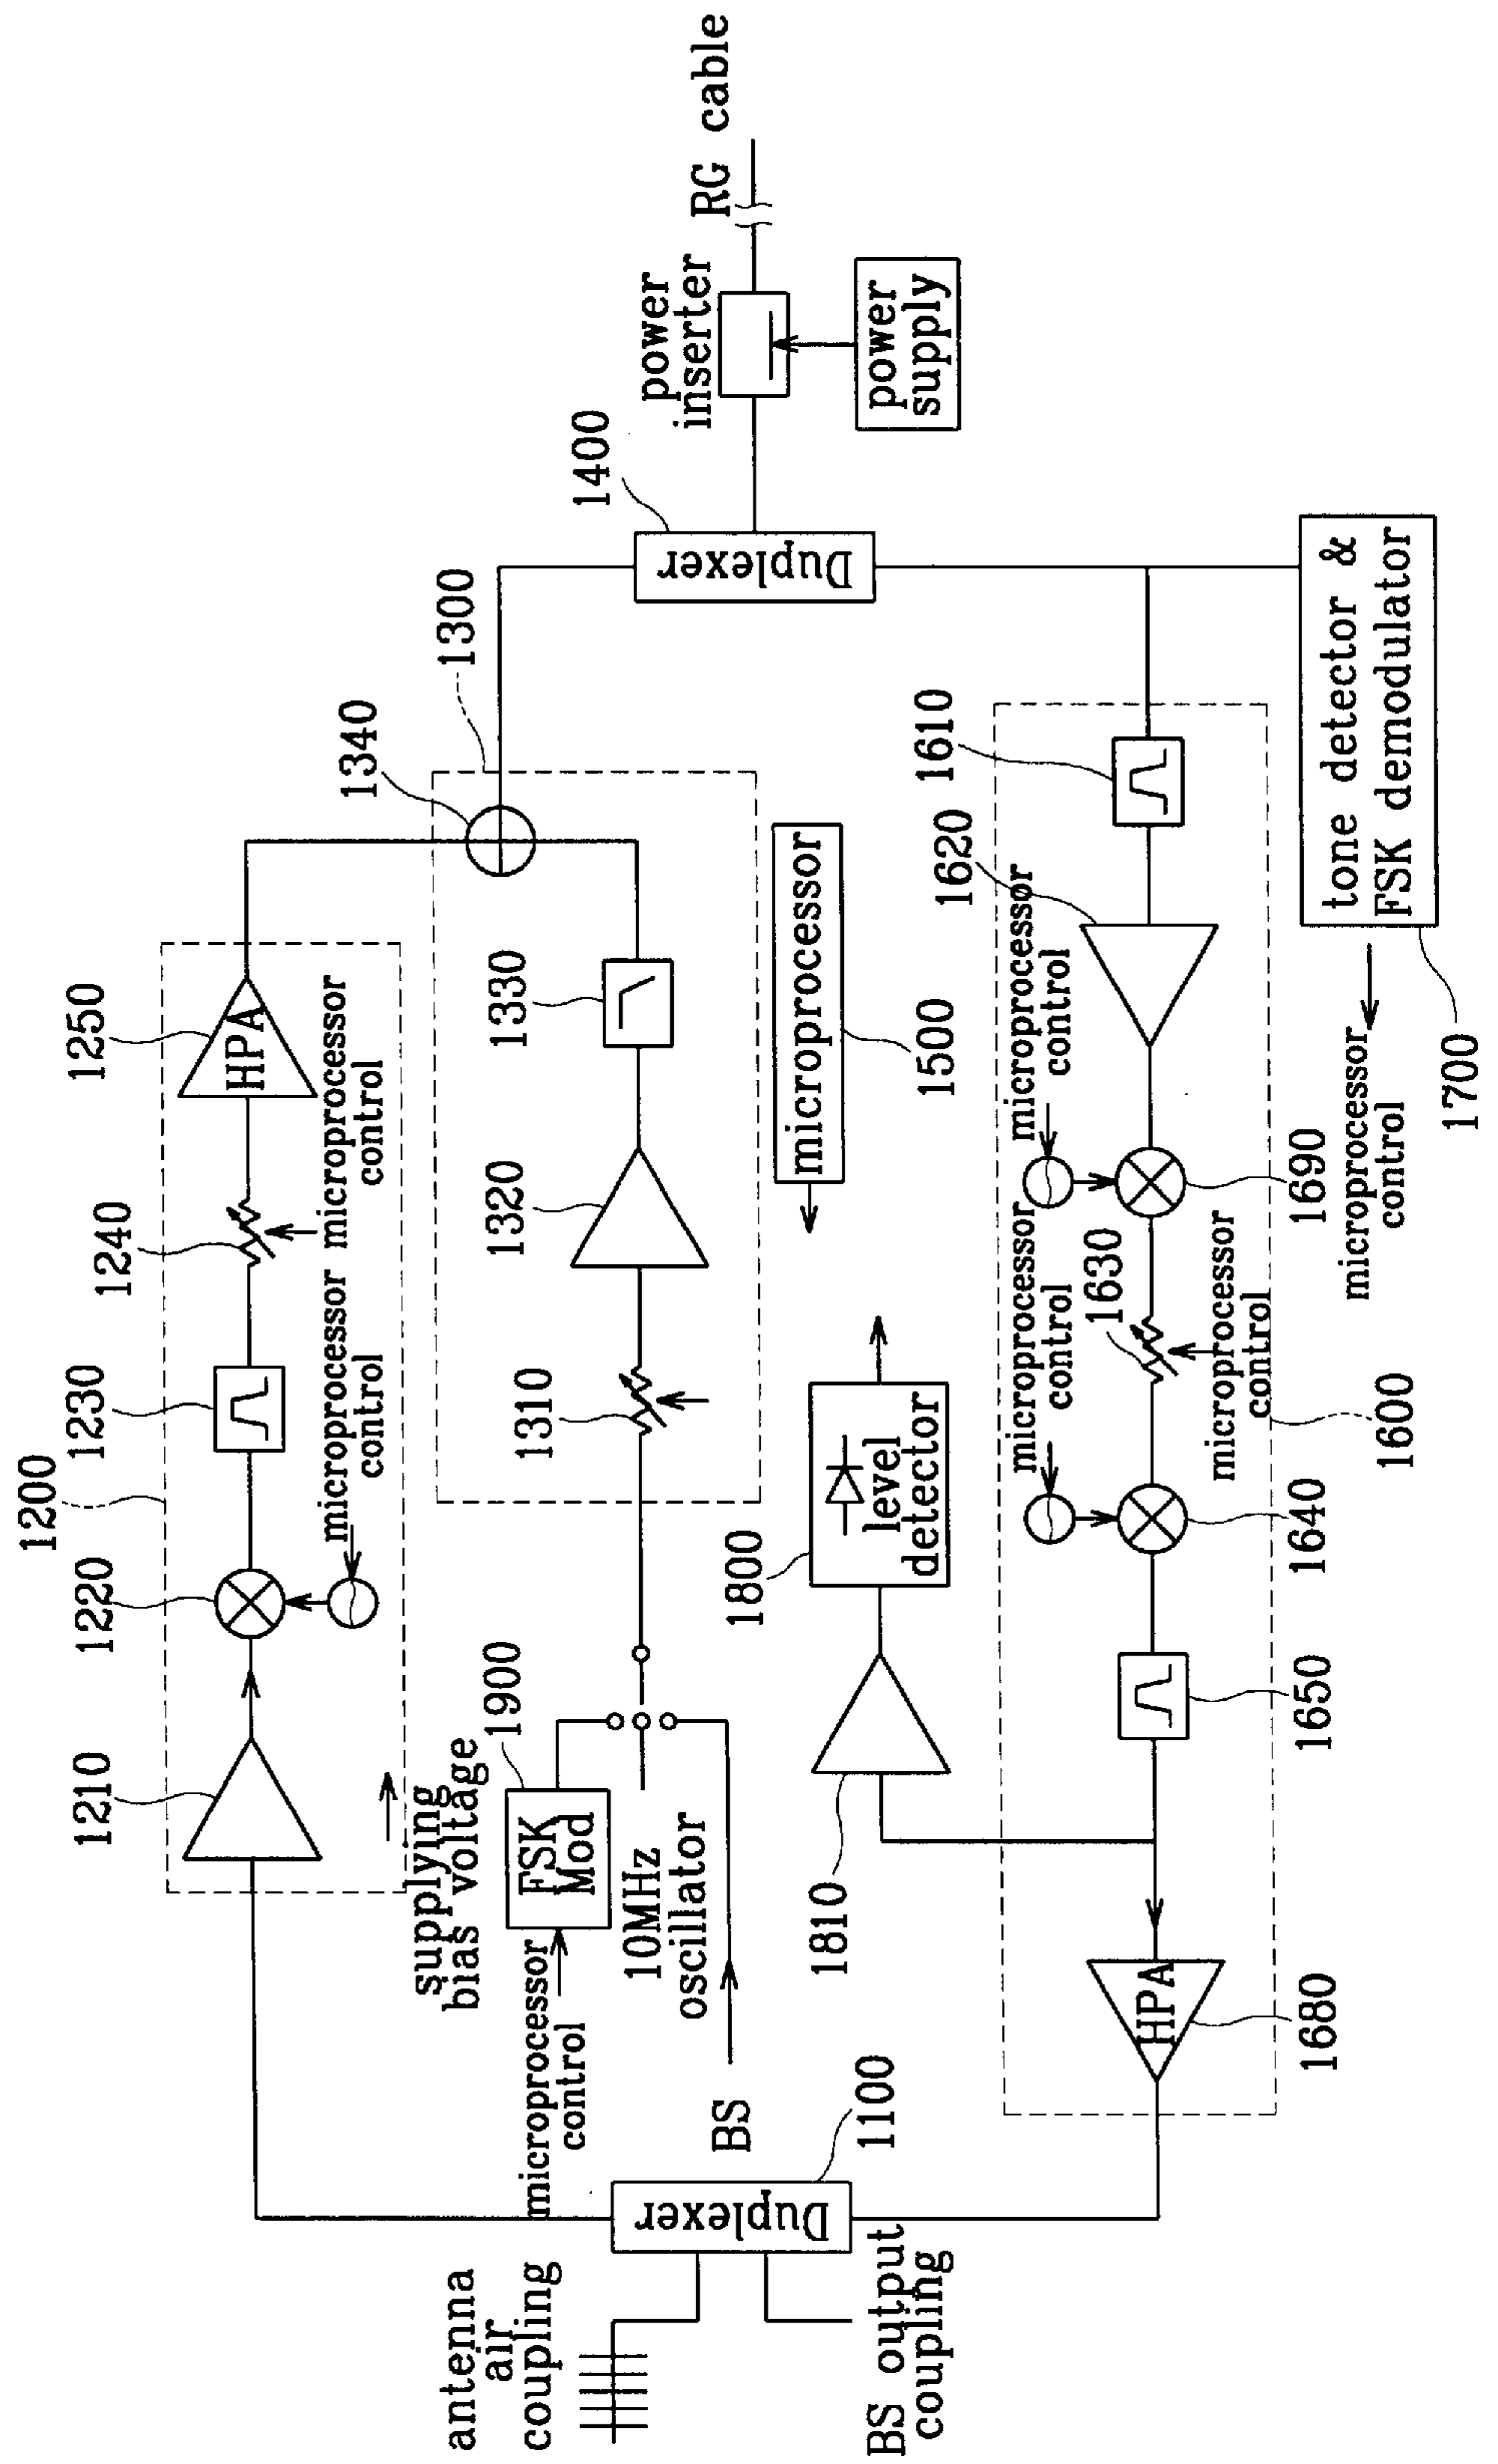 1200
1210
1220
1230
1240
1250
HPA
microprocessor
control
microprocessor
control
supplying
bias voltage
1300
1310
1320
1330
1340
1900
FSK
Mod
microprocessor
control
10MHz
oscillator
BS
antenna
air
coupling
Duplexer
1100
BS output
coupling
microprocessor
1500
1400
Duplexer
power
inserter
RG cable
power
supply
1800
level
detector
1810
1600
1610
1620
microprocessor
control
1690
1630
microprocessor
control
microprocessor
control
1640
1650
HPA
1680
tone detector &
FSK demodulator
1700
microprocessor
control